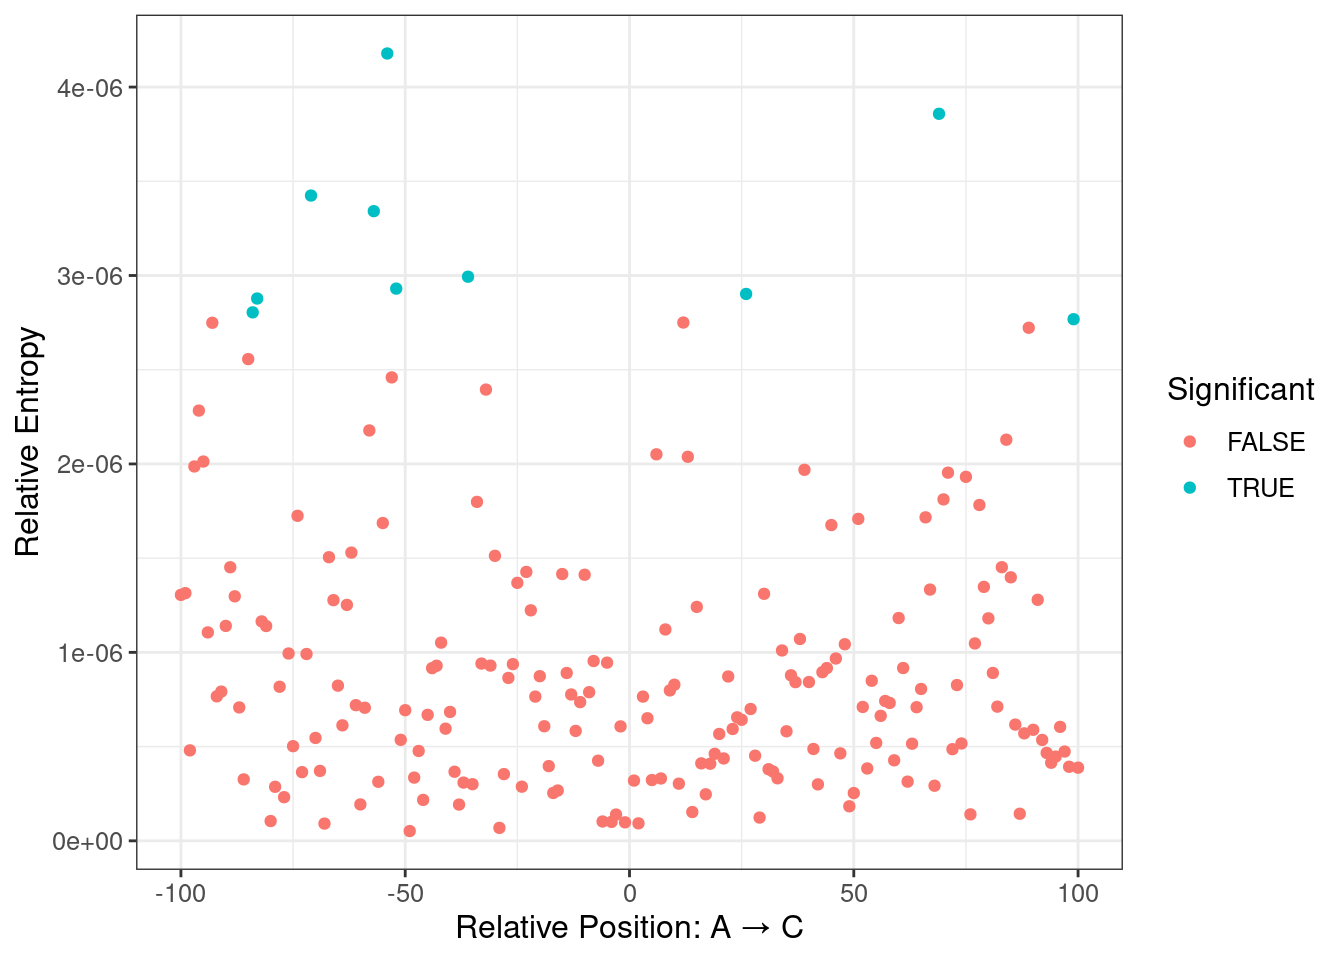 4e-06
3e-06
2e-06
1e-06
0e+00
Relative Entropy
-100
-50
0
50
100
Relative Position: A → C
Significant
FALSE
TRUE